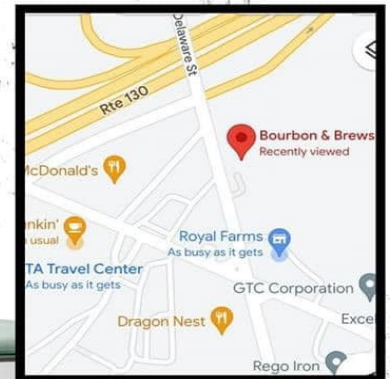 Delaware St
Rte 130
Bourbon & Brews
Recently viewed
McDonald's
nkin'
usual
Royal Farms
As busy as it gets
TA Travel Center
As busy as it gets
GTC Corporation
Dragon Nest
Excel
Rego Iron